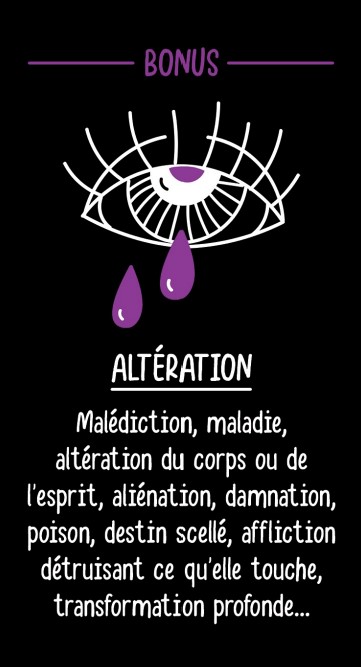 BONUS
ALTÉRATION
Malédiction, maladie,
altération du corps ou de
l'esprit, aliénation, damnation,
poison, destin scellé, affliction
détruisant ce qu'elle touche,
transformation profonde...